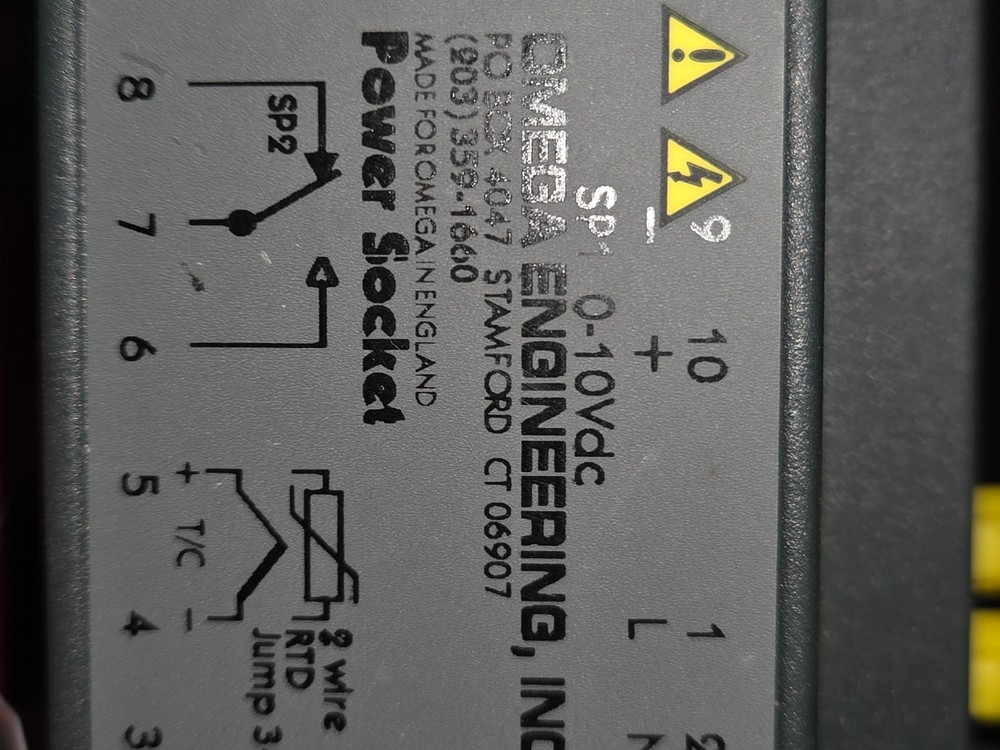 9 10 1 2
– + L N
SP1 0-10Vdc
OMEGA ENGINEERING, INC
PO BOX 4047 STAMFORD CT 06907
(203) 359-1660
MADE FOR OMEGA IN ENGLAND
Power Socket
2 wire
RTD
Jump 3-
SP2
+ T/C –
8 7 6 5 4 3